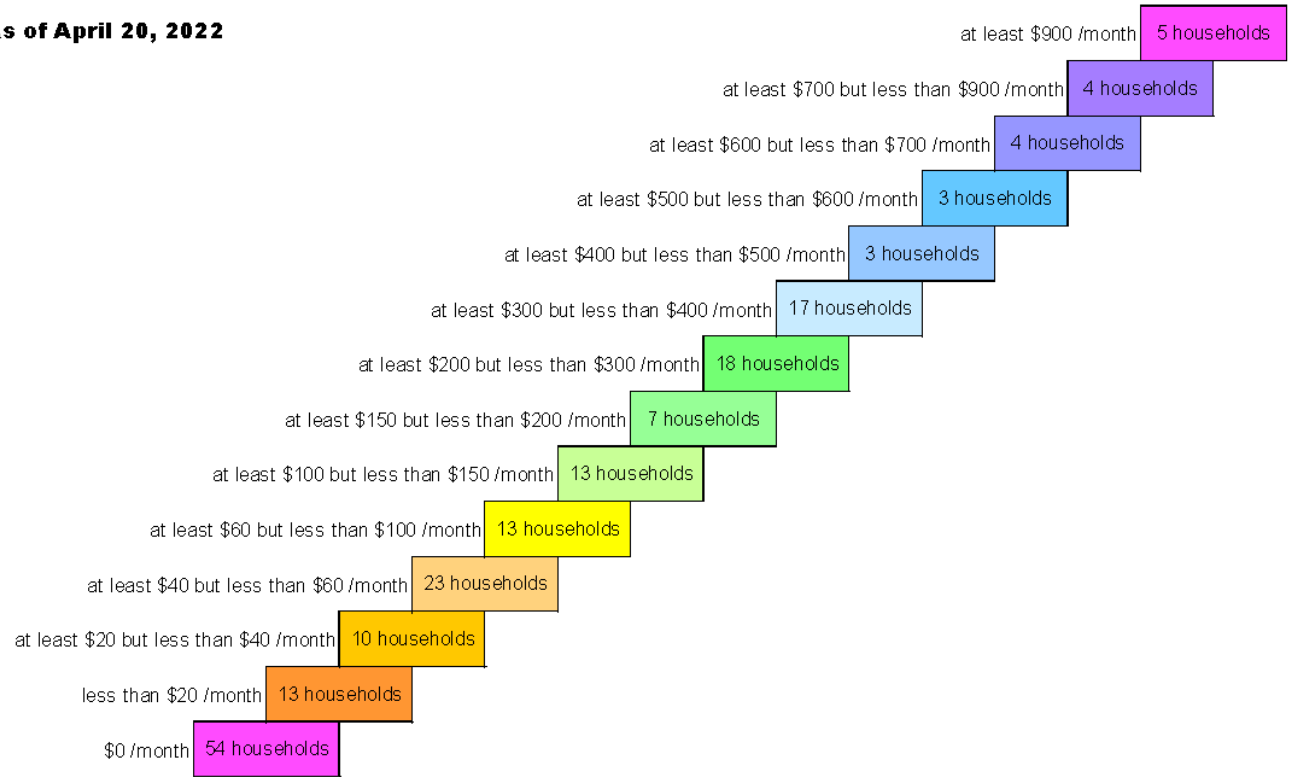 s of April 20, 2022
at least $900 /month 5 households
at least $700 but less than $900 /month 4 households
at least $600 but less than $700 /month 4 households
at least $500 but less than $600 /month 3 households
at least $400 but less than $500 /month 3 households
at least $300 but less than $400 /month 17 households
at least $200 but less than $300 /month 18 households
at least $150 but less than $200 /month 7 households
at least $100 but less than $150 /month 13 households
at least $60 but less than $100 /month 13 households
at least $40 but less than $60 /month 23 households
at least $20 but less than $40 /month 10 households
less than $20 /month 13 households
$0 /month 54 households